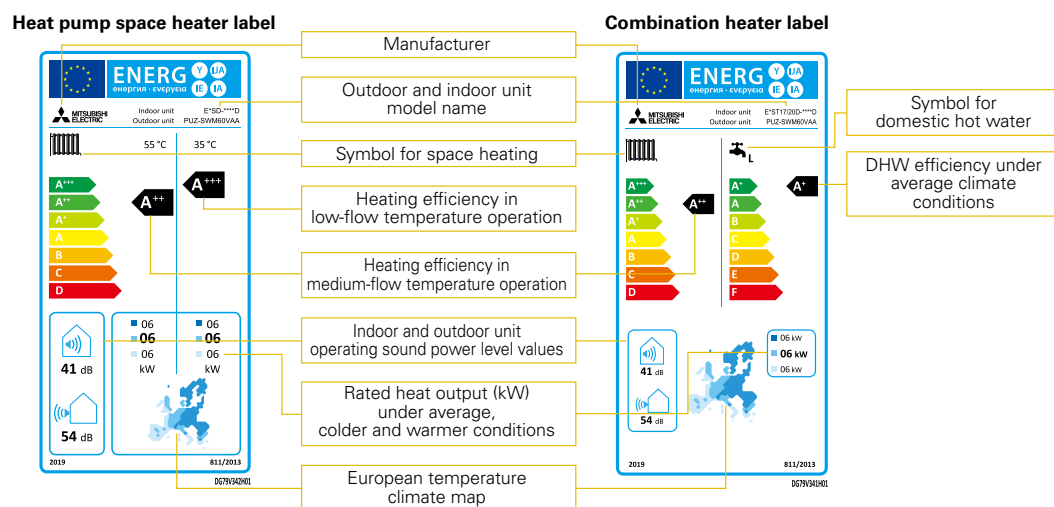 Heat pump space heater label
Combination heater label
ENERG
енергия · ενεργεια
Y IJA
IE IA
MITSUBISHI
ELECTRIC
Indoor unit E*SD-****D
Outdoor unit PUZ-SWM60VAA
55 °C 35 °C
A+++
A++
A+
A
B
C
D
A++
A+++
41 dB
54 dB
06
06
06
kW
06
06
06
kW
2019 811/2013
DG79V342H01
Manufacturer
Outdoor and indoor unit
model name
Symbol for space heating
Heating efficiency in
low-flow temperature operation
Heating efficiency in
medium-flow temperature operation
Indoor and outdoor unit
operating sound power level values
Rated heat output (kW)
under average,
colder and warmer conditions
European temperature
climate map
ENERG
енергия · ενεργεια
Y IJA
IE IA
MITSUBISHI
ELECTRIC
Indoor unit E*ST17/20D-****D
Outdoor unit PUZ-SWM60VAA
L
A+++
A++
A+
A
B
C
D
A++
A+
A
B
C
D
E
F
A+
41 dB
54 dB
06 kW
06 kW
06 kW
2019 811/2013
DG79V341H01
Symbol for
domestic hot water
DHW efficiency under
average climate
conditions